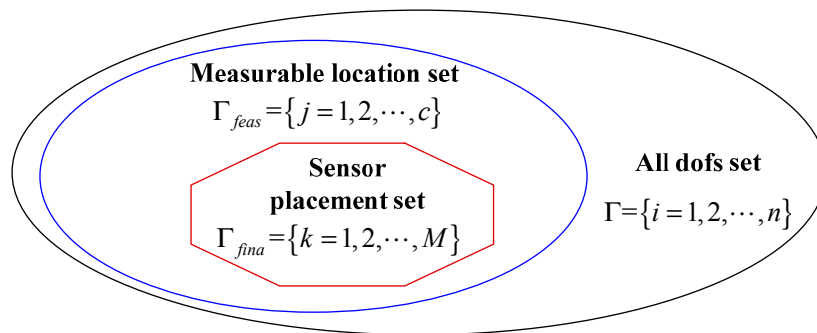 Measurable location set
Γ_feas={j=1,2,⋯,c}
Sensor
placement set
Γ_fina={k=1,2,⋯,M}
All dofs set
Γ={i=1,2,⋯,n}